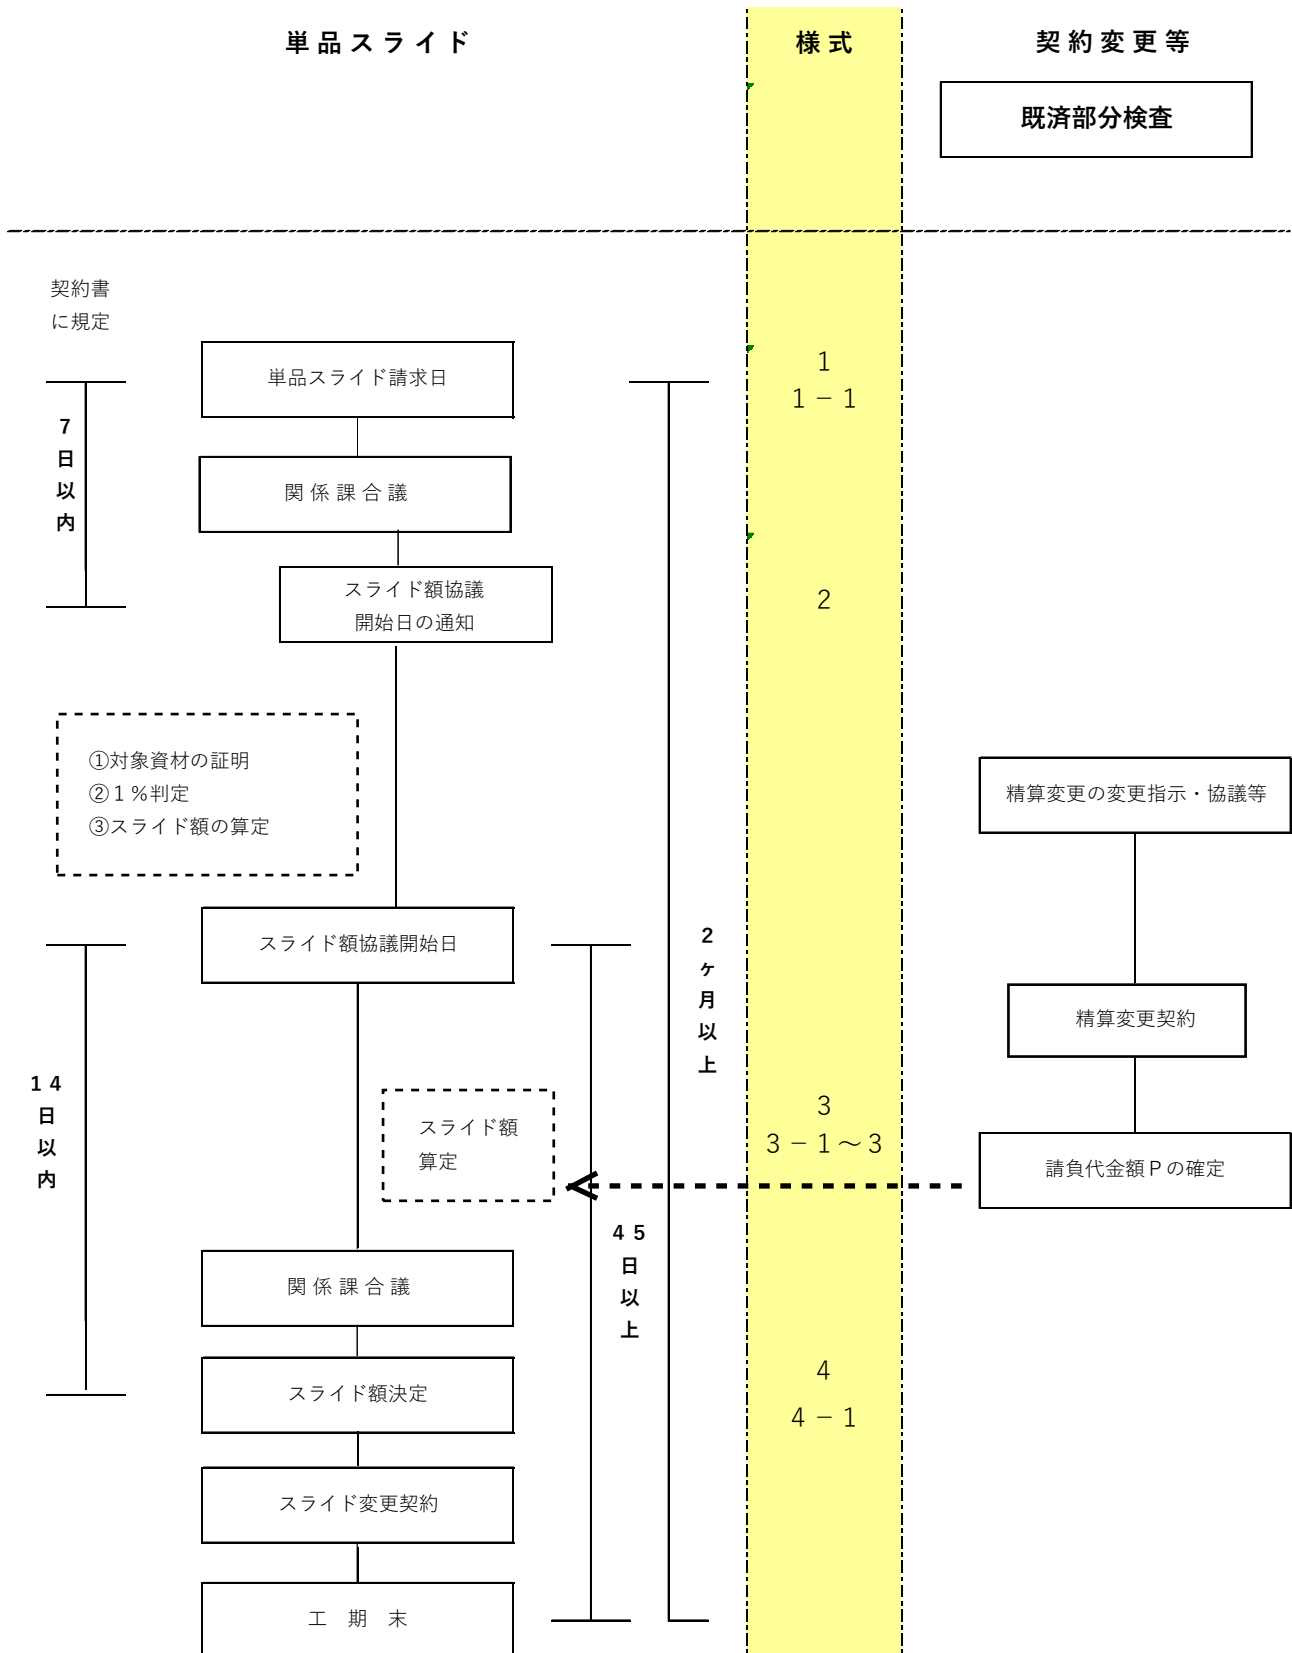 単品スライド
様式
契約変更等
既済部分検査
契約書
に規定
単品スライド請求日
1
1－1
7日以内
関係課合議
スライド額協議
開始日の通知
2
①対象資材の証明
②１％判定
③スライド額の算定
精算変更の変更指示・協議等
スライド額協議開始日
2ヶ月以上
精算変更契約
14日以内
スライド額
算定
3
3－1～3
請負代金額Ｐの確定
45日以上
関係課合議
スライド額決定
4
4－1
スライド変更契約
工　期　末